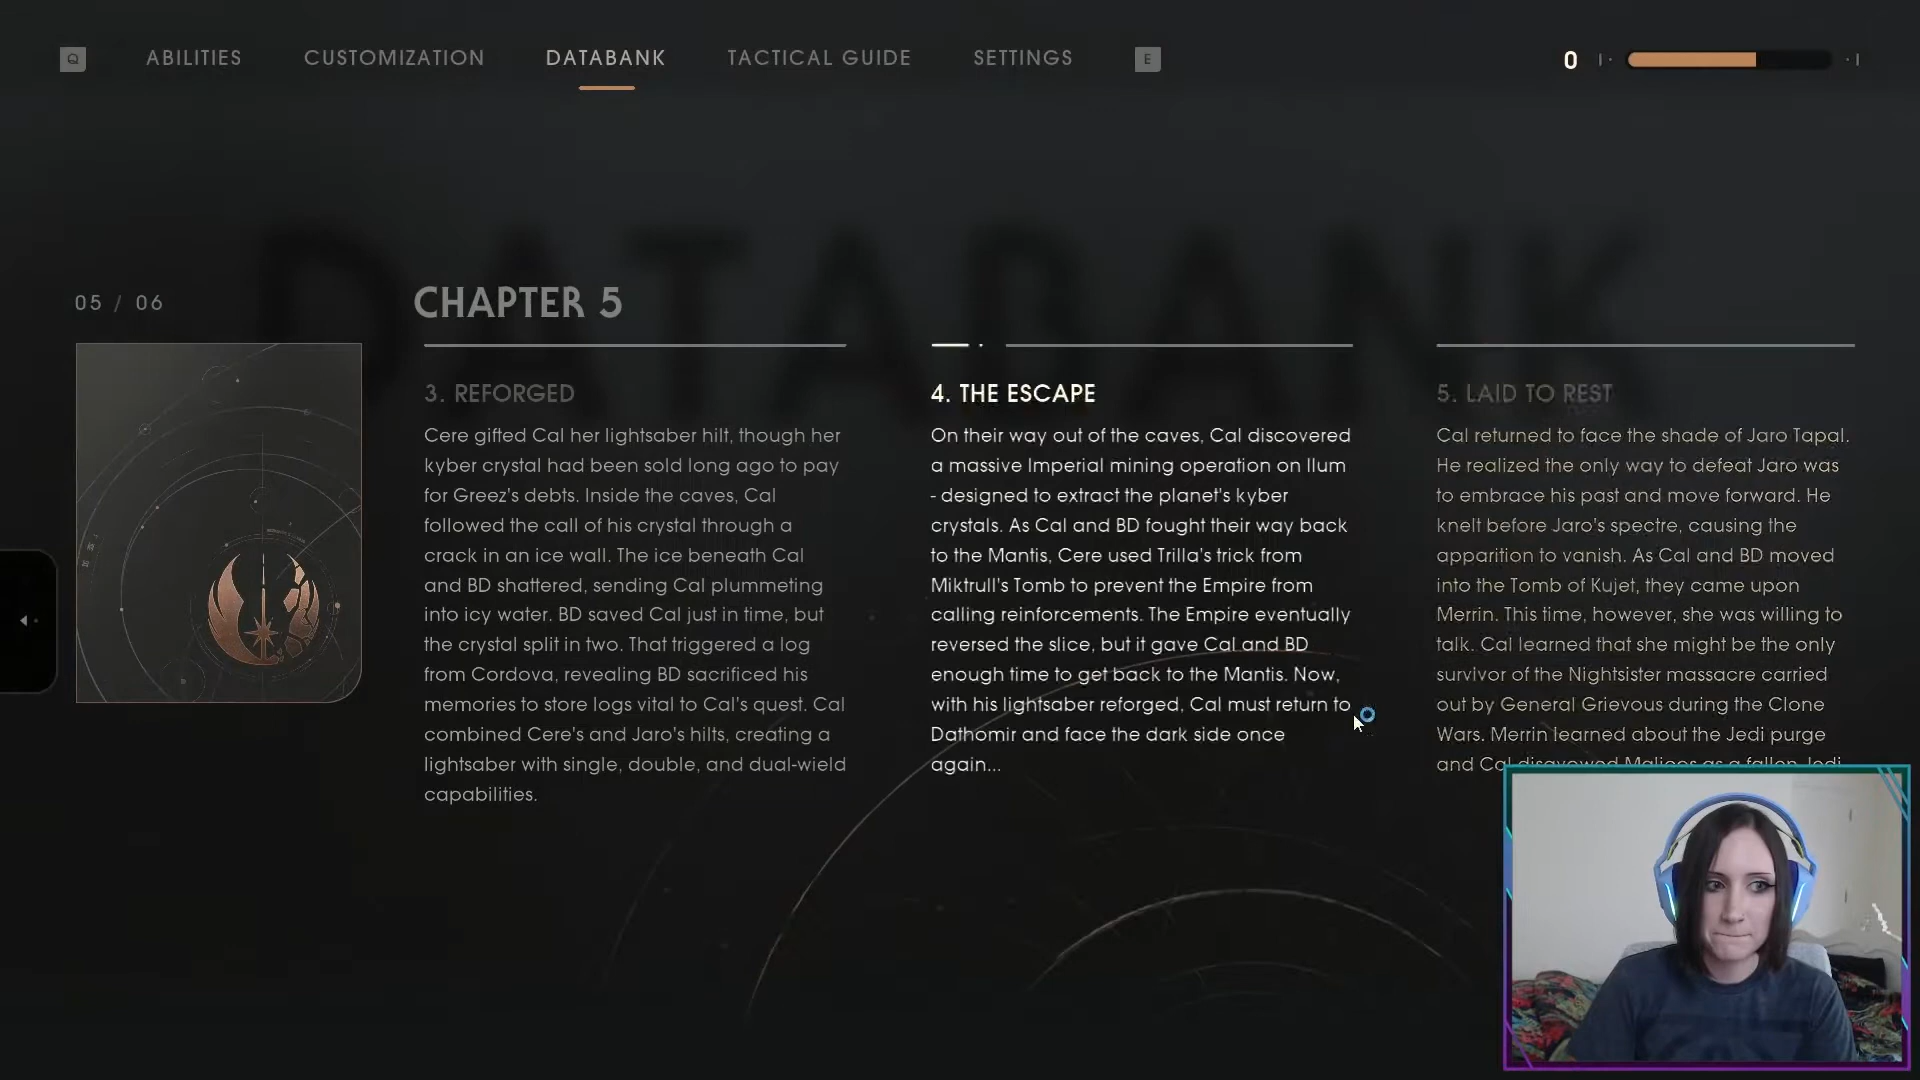 Q ABILITIES CUSTOMIZATION DATABANK TACTICAL GUIDE SETTINGS E 0
DATABANK
05 / 06
CHAPTER 5
3. REFORGED
Cere gifted Cal her lightsaber hilt, though her
kyber crystal had been sold long ago to pay
for Greez's debts. Inside the caves, Cal
followed the call of his crystal through a
crack in an ice wall. The ice beneath Cal
and BD shattered, sending Cal plummeting
into icy water. BD saved Cal just in time, but
the crystal split in two. That triggered a log
from Cordova, revealing BD sacrificed his
memories to store logs vital to Cal's quest. Cal
combined Cere's and Jaro's hilts, creating a
lightsaber with single, double, and dual-wield
capabilities.
4. THE ESCAPE
On their way out of the caves, Cal discovered
a massive Imperial mining operation on Ilum
- designed to extract the planet's kyber
crystals. As Cal and BD fought their way back
to the Mantis, Cere used Trilla's trick from
Miktrull's Tomb to prevent the Empire from
calling reinforcements. The Empire eventually
reversed the slice, but it gave Cal and BD
enough time to get back to the Mantis. Now,
with his lightsaber reforged, Cal must return to
Dathomir and face the dark side once
again...
5. LAID TO REST
Cal returned to face the shade of Jaro Tapal.
He realized the only way to defeat Jaro was
to embrace his past and move forward. He
knelt before Jaro's spectre, causing the
apparition to vanish. As Cal and BD moved
into the Tomb of Kujet, they came upon
Merrin. This time, however, she was willing to
talk. Cal learned that she might be the only
survivor of the Nightsister massacre carried
out by General Grievous during the Clone
Wars. Merrin learned about the Jedi purge
and Cal disavowed Malicos as a fallen Jedi